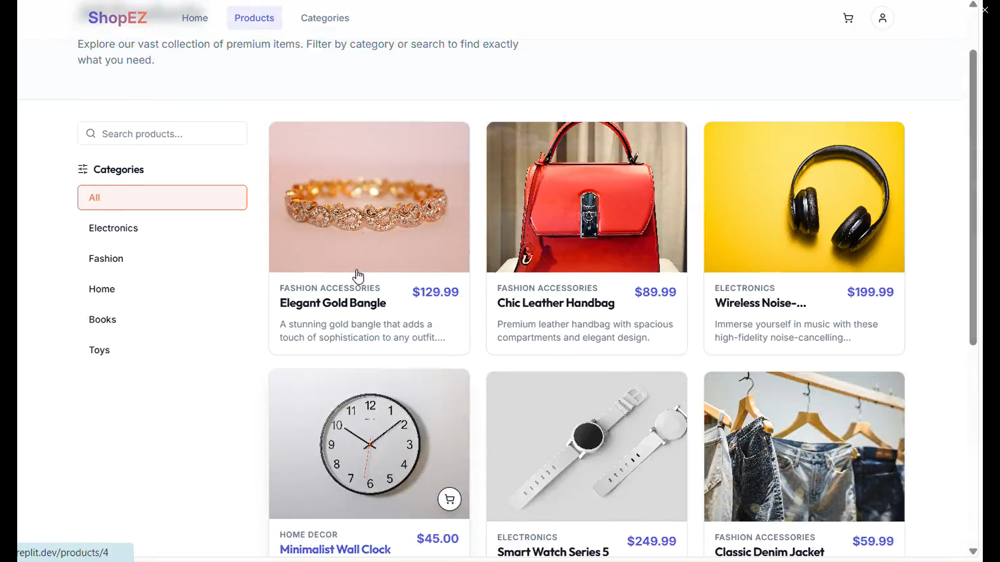 ShopEZ
Home
Products
Categories
Explore our vast collection of premium items. Filter by category or search to find exactly
what you need.
Search products...
Categories
All
Electronics
Fashion
Home
Books
Toys
FASHION ACCESSORIES
$129.99
Elegant Gold Bangle
A stunning gold bangle that adds a
touch of sophistication to any outfit....
FASHION ACCESSORIES
$89.99
Chic Leather Handbag
Premium leather handbag with spacious
compartments and elegant design.
ELECTRONICS
$199.99
Wireless Noise-...
Immerse yourself in music with these
high-fidelity noise-cancelling...
12
11
1
10
2
9
3
8
4
7
5
6
HOME DECOR
$45.00
Minimalist Wall Clock
ELECTRONICS
$249.99
Smart Watch Series 5
FASHION ACCESSORIES
$59.99
Classic Denim Jacket
replit.dev/products/4